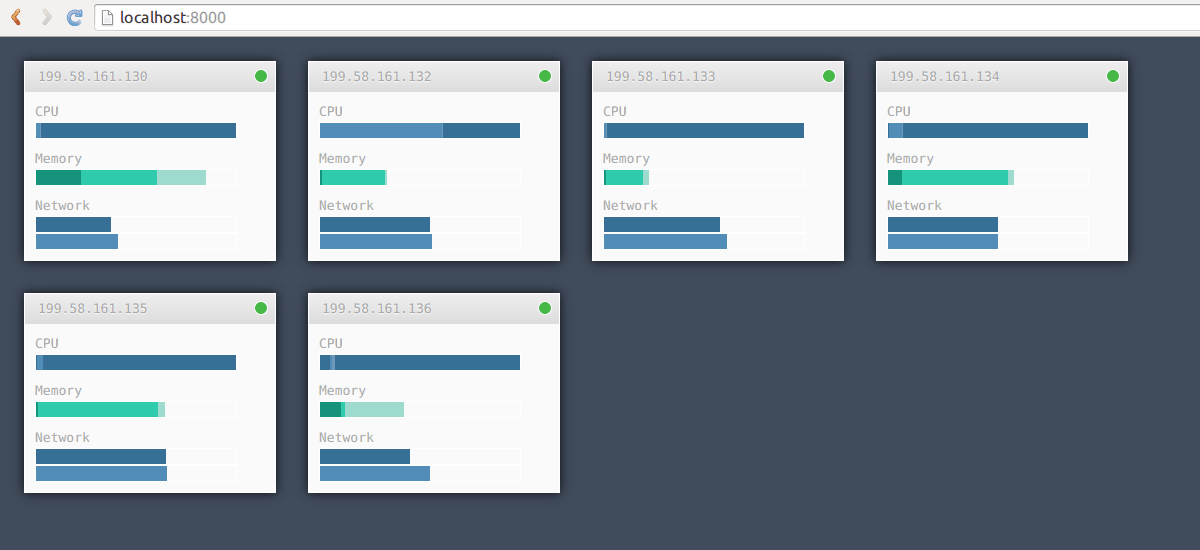 localhost:8000
199.58.161.130
CPU
Memory
Network
199.58.161.132
CPU
Memory
Network
199.58.161.133
CPU
Memory
Network
199.58.161.134
CPU
Memory
Network
199.58.161.135
CPU
Memory
Network
199.58.161.136
CPU
Memory
Network